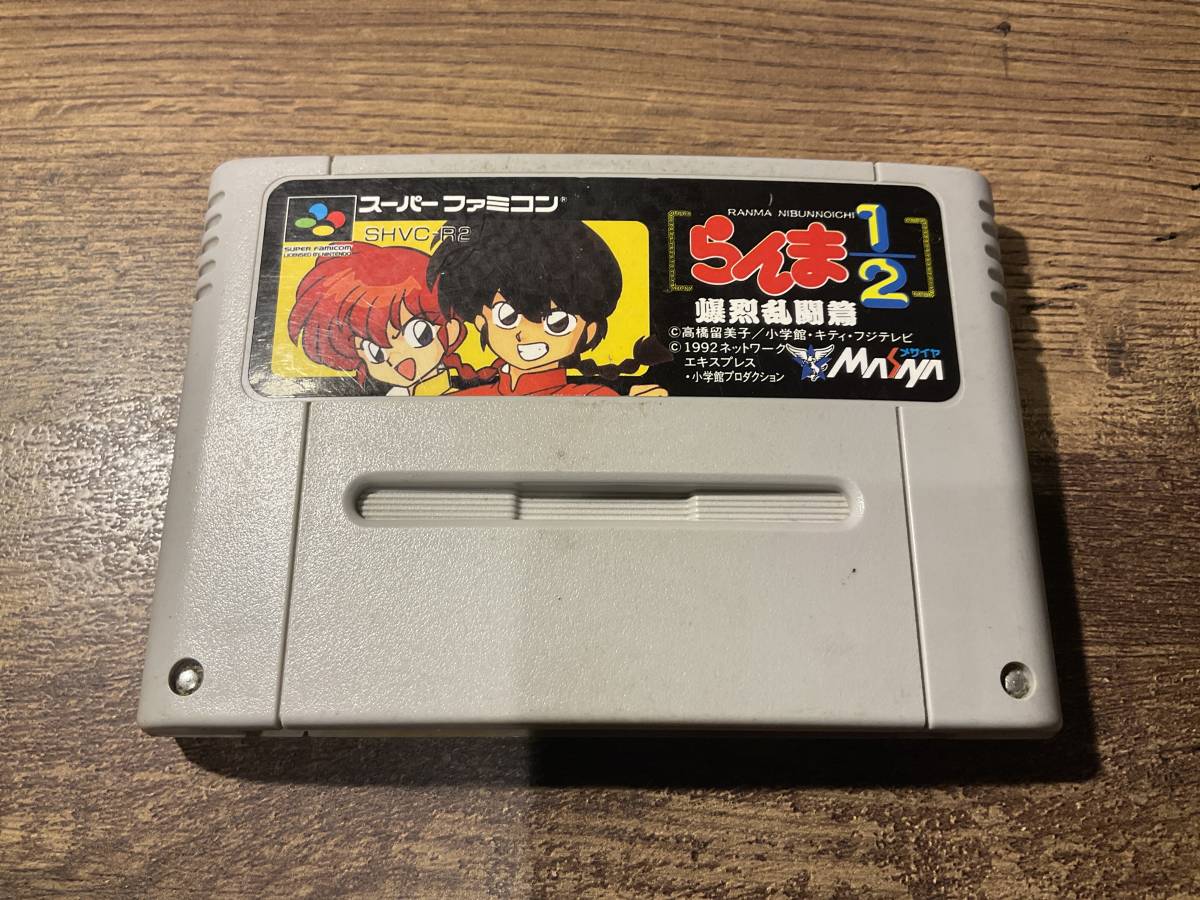 スーパーファミコン®
SUPER FAMICOM
LICENSED BY NINTENDO
SHVC-R2
RANMA NIBUNNOICHI
らんま1/2
爆烈乱闘篇
©高橋留美子/小学館・キティ・フジテレビ
©1992ネットワーク
エキスプレス
・小学館プロダクション
メサイヤ
MASAYA